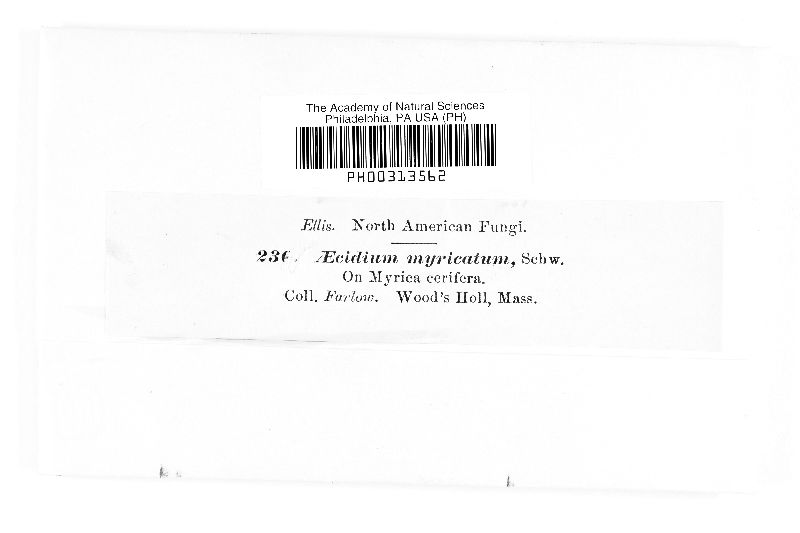 The Academy of Natural Sciences
Philadelphia, PA USA (PH)
PH00313562
Ellis. North American Fungi.
Æcidium myricatum, Schw.
On Myrica cerifera.
Coll. Farlow. Wood's Holl, Mass.